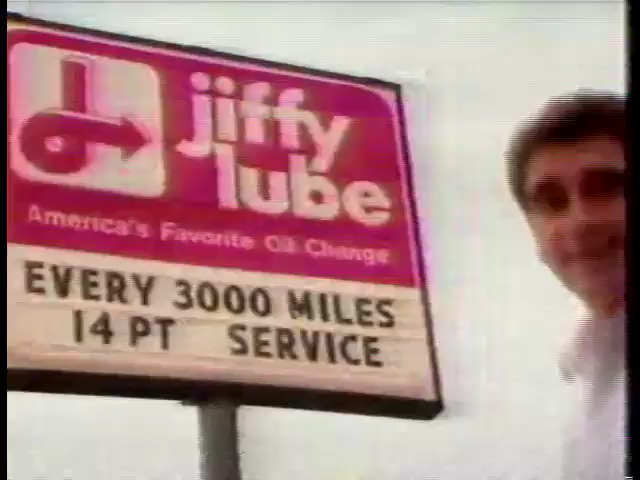 jiffy
lube
America's Favorite Oil Change
EVERY 3000 MILES
14 PT SERVICE